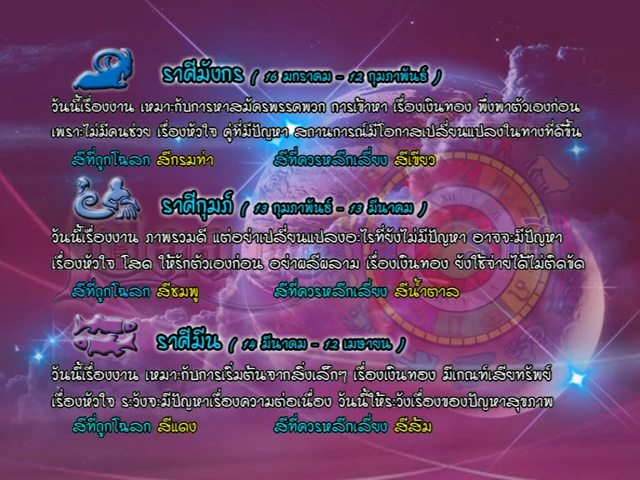 ราศีมังกร ( 16 มกราคม - 12 กุมภาพันธ์ )
วันนี้เรื่องงาน เหมาะกับการหาสมัครพรรคพวก การเข้าหา เรื่องเงินทอง พึ่งพาตัวเองก่อน
เพราะไม่มีคนช่วย เรื่องหัวใจ คู่ที่มีปัญหา สถานการณ์มีโอกาสเปลี่ยนแปลงในทางที่ดีขึ้น
สีที่ถูกโฉลก สีกรมท่า สีที่ควรหลีกเลี่ยง สีเขียว
ราศีกุมภ์ ( 13 กุมภาพันธ์ - 13 มีนาคม )
วันนี้เรื่องงาน ภาพรวมดี แต่อย่าเปลี่ยนแปลงอะไรที่ยังไม่มีปัญหา อาจจะมีปัญหา
เรื่องหัวใจ โสด ให้รักตัวเองก่อน อย่าผลีผลาม เรื่องเงินทอง ยังใช้จ่ายได้ไม่ติดขัด
สีที่ถูกโฉลก สีชมพู สีที่ควรหลีกเลี่ยง สีน้ำตาล
ราศีมีน ( 14 มีนาคม - 12 เมษายน )
วันนี้เรื่องงาน เหมาะกับการเริ่มต้นจากสิ่งเล็กๆ เรื่องเงินทอง มีเกณฑ์เสียทรัพย์
เรื่องหัวใจ ระวังจะมีปัญหาเรื่องความต่อเนื่อง วันนี้ให้ระวังเรื่องของปัญหาสุขภาพ
สีที่ถูกโฉลก สีแดง สีที่ควรหลีกเลี่ยง สีส้ม